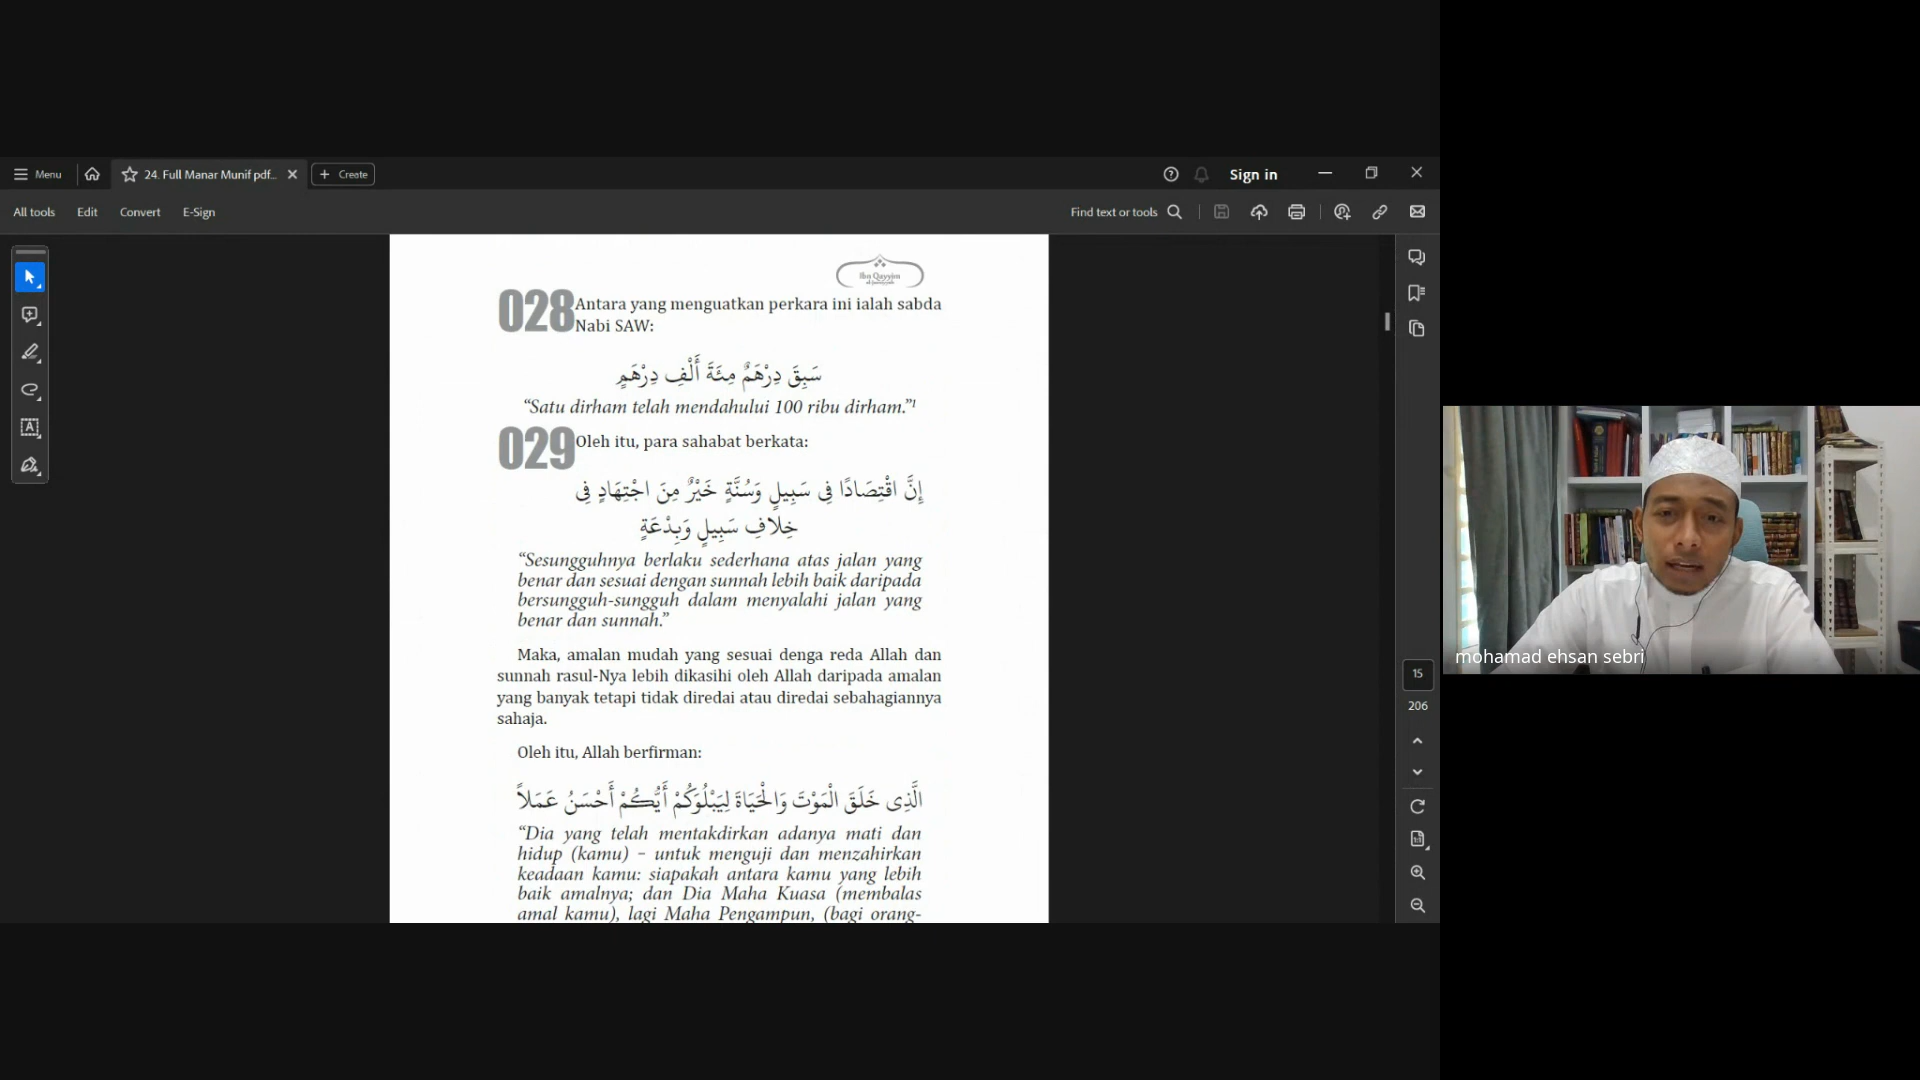 Menu
24. Full Manar Munif pdf...
Create
Sign in
All tools
Edit
Convert
E-Sign
Find text or tools
Ibn Qayyim
028 Antara yang menguatkan perkara ini ialah sabda
Nabi SAW:
سَبِقَ دِرْهَمٌ مِئَةَ أَلْفِ دِرْهَمٍ
“Satu dirham telah mendahului 100 ribu dirham.”1
029 Oleh itu, para sahabat berkata:
إِنَّ اقْتِصَادًا فِى سَبِيلٍ وَسُنَّةٍ خَيْرٌ مِنَ اجْتِهَادٍ فِى
خِلافِ سَبِيلٍ وَبِدْعَةٍ
“Sesungguhnya berlaku sederhana atas jalan yang
benar dan sesuai dengan sunnah lebih baik daripada
bersungguh-sungguh dalam menyalahi jalan yang
benar dan sunnah.”
Maka, amalan mudah yang sesuai denga reda Allah dan
sunnah rasul-Nya lebih dikasihi oleh Allah daripada amalan
yang banyak tetapi tidak diredai atau diredai sebahagiannya
sahaja.
Oleh itu, Allah berfirman:
الَّذِى خَلَقَ الْمَوْتَ وَالْحَيَاةَ لِيَبْلُوَكُمْ أَيُّكُمْ أَحْسَنُ عَمَلاً
“Dia yang telah mentakdirkan adanya mati dan
hidup (kamu) – untuk menguji dan menzahirkan
keadaan kamu: siapakah antara kamu yang lebih
baik amalnya; dan Dia Maha Kuasa (membalas
amal kamu), lagi Maha Pengampun, (bagi orang-
15
206
mohamad ehsan sebri